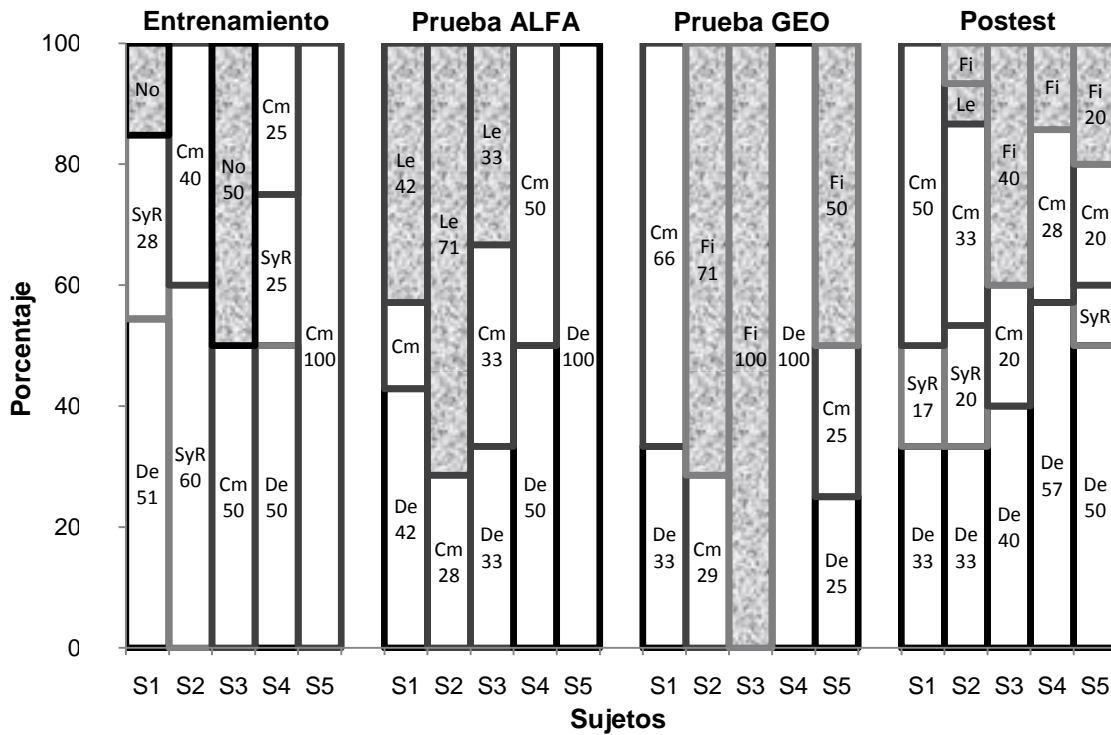 Entrenamiento
Prueba ALFA
Prueba GEO
Postest
Porcentaje
100
80
60
40
20
0
No
SyR
28
De
51
Cm
40
SyR
60
No
50
Cm
50
Cm
25
SyR
25
De
50
Cm
100
Le
42
Cm
De
42
Le
71
Cm
28
Le
33
Cm
33
De
33
Cm
50
De
50
De
100
Cm
66
De
33
Fi
71
Cm
29
Fi
100
De
100
Fi
50
Cm
25
De
25
Cm
50
SyR
17
De
33
Fi
Le
Cm
33
SyR
20
De
33
Fi
40
Cm
20
De
40
Fi
Cm
28
De
57
Fi
20
Cm
20
SyR
De
50
S1 S2 S3 S4 S5
S1 S2 S3 S4 S5
S1 S2 S3 S4 S5
S1 S2 S3 S4 S5
Sujetos